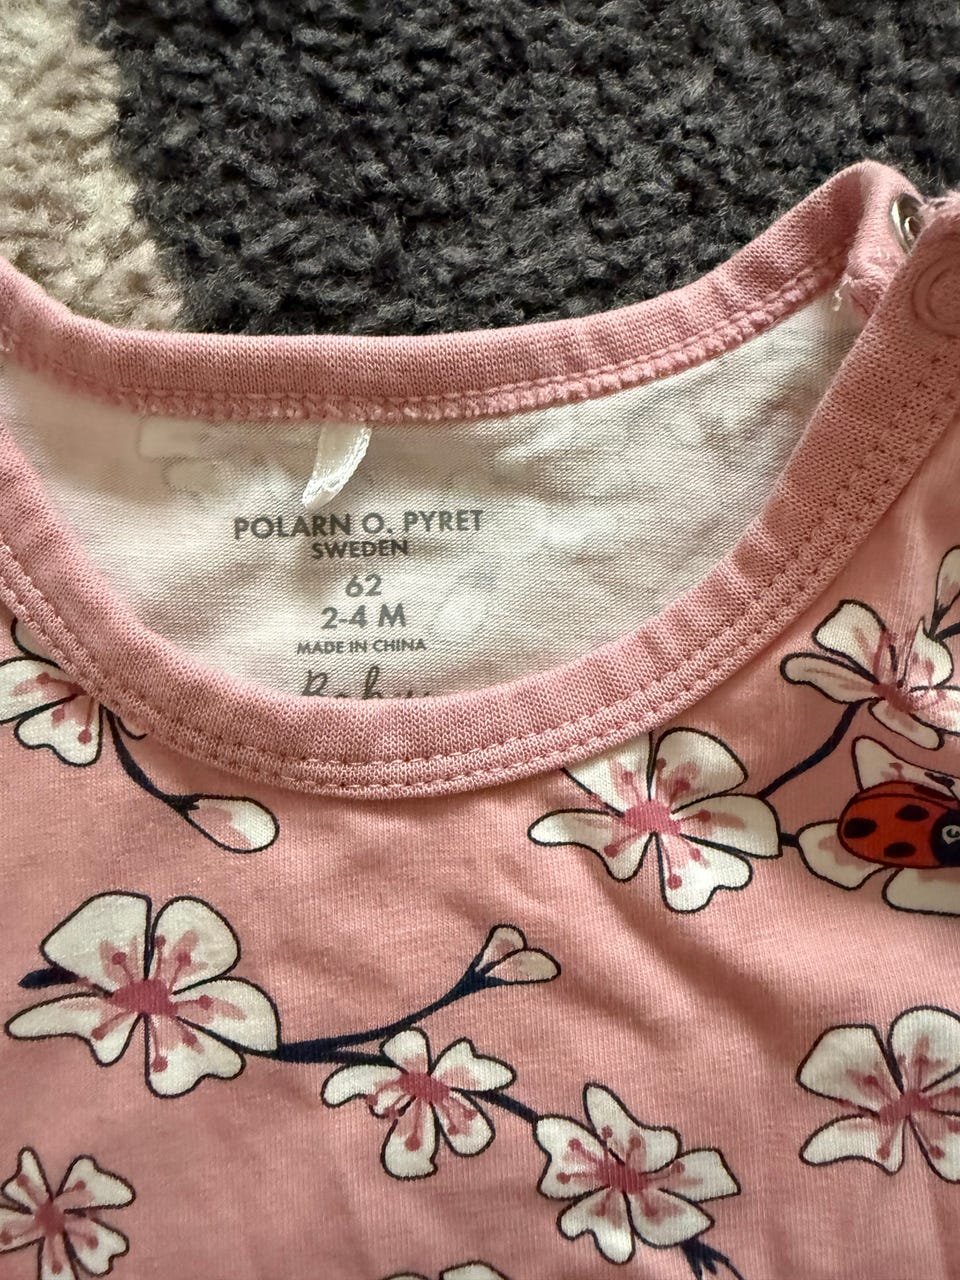 POLARN O. PYRET
SWEDEN
62
2-4 M
MADE IN CHINA